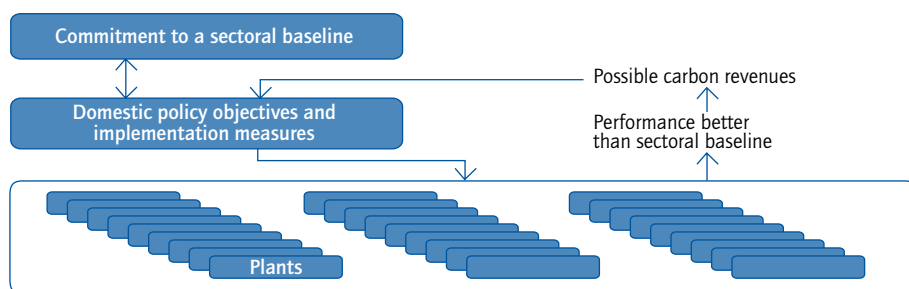 Commitment to a sectoral baseline
Possible carbon revenues
Domestic policy objectives and
implementation measures
Performance better
than sectoral baseline
Plants